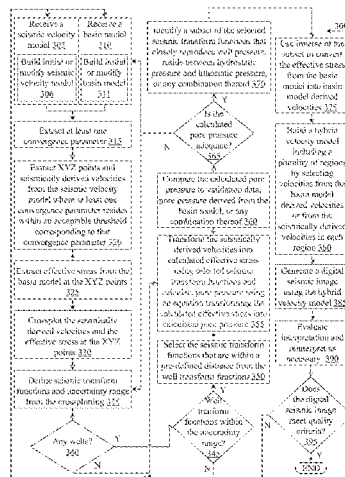 Receive a
seismic velocity
model 305
Receive a
basin model
310
Build initial
or modify
seismic velocity
model
306
Build initial
or modify
basin model
311
Extract at least one
convergence parameter 315
Extract XYZ points
and seismically derived velocities
from the seismic velocity
model where at least one
convergence parameter resides
within an acceptable threshold
corresponding to that
convergence parameter 320
Extract effective stress from the
basin model at the XYZ points
325
Crossplot the seismically
derived velocities and
the effective stress at the XYZ
points 330
Derive seismic transform
functions and uncertainty range
from the crossplotting 335
Any wells?
340
Y
N
Well
transform
functions within
the uncertainty
range?
345
Y
N
Select the seismic transform
functions that are within a
pre-defined distance from the
well transform functions 350
Transform the seismically
derived velocities into
calculated effective stress
using selected seismic
transform functions and
calculate pore pressure using
an equation transforming the
calculated effective stress into
calculated pore pressure 355
Compare the calculated pore
pressure to validated data,
pore pressure derived from the
basin model, or any
combination thereof 360
Is the
calculated
pore pressure
adequate?
365
Y
N
Identify a subset of the selected
seismic transform functions that
closely reproduce well pressure,
reside between hydrostatic
pressure and lithostatic pressure,
or any combination thereof 370
300
Use inverse of the
subset to convert
the effective stress
from the basin
model into basin
model derived
velocities
375
Build a hybrid
velocity model
including a
plurality of regions
by selecting
velocities from the
basin model
derived velocities
or from the
seismically derived
velocities in each
region 380
Generate a digital
seismic image
using the hybrid
velocity model 385
Evaluate
interpretation and
reinterpret as
necessary 390
Does
the digital
seismic image
meet quality
criteria?
395
Y
N
END